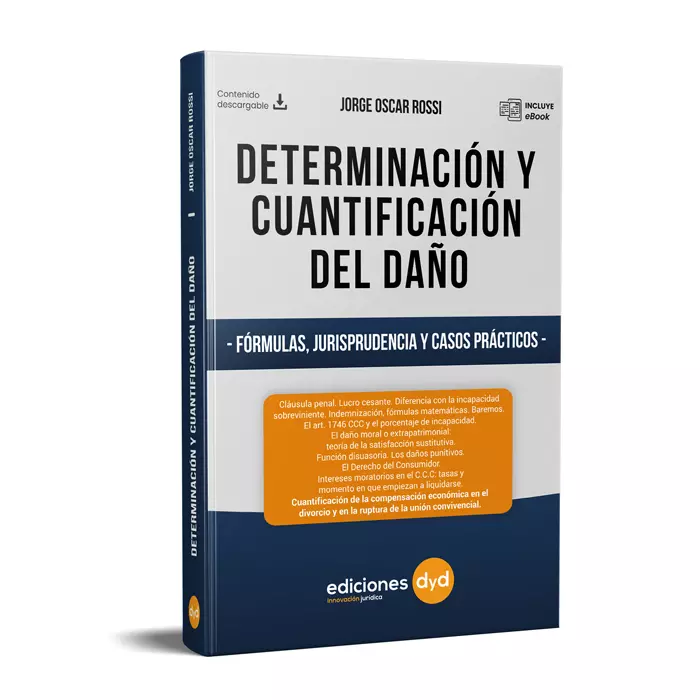 JORGE OSCAR ROSSI
DETERMINACIÓN Y CUANTIFICACIÓN DEL DAÑO
dyd
Contenido
descargable
JORGE OSCAR ROSSI
INCLUYE
eBook
DETERMINACIÓN Y
CUANTIFICACIÓN
DEL DAÑO
- FÓRMULAS, JURISPRUDENCIA Y CASOS PRÁCTICOS -
Cláusula penal. Lucro cesante. Diferencia con la incapacidad
sobreviniente. Indemnización, fórmulas matemáticas. Baremos.
El art. 1746 CCC y el porcentaje de incapacidad.
El daño moral o extrapatrimonial:
teoría de la satisfacción sustitutiva.
Función disuasoria. Los daños punitivos.
El Derecho del Consumidor.
Intereses moratorios en el C.C.C: tasas y
momento en que empiezan a liquidarse.
Cuantificación de la compensación económica en el
divorcio y en la ruptura de la unión convivencial.
ediciones dyd
innovación jurídica